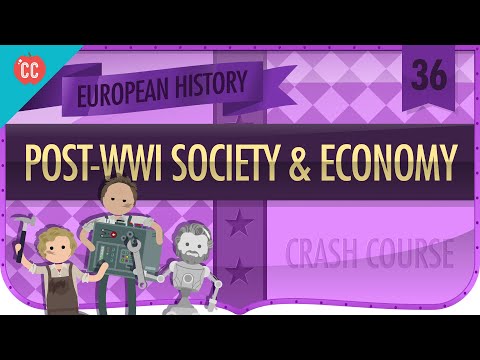 CC
EUROPEAN HISTORY
36
POST-WWI SOCIETY & ECONOMY
CRASH COURSE